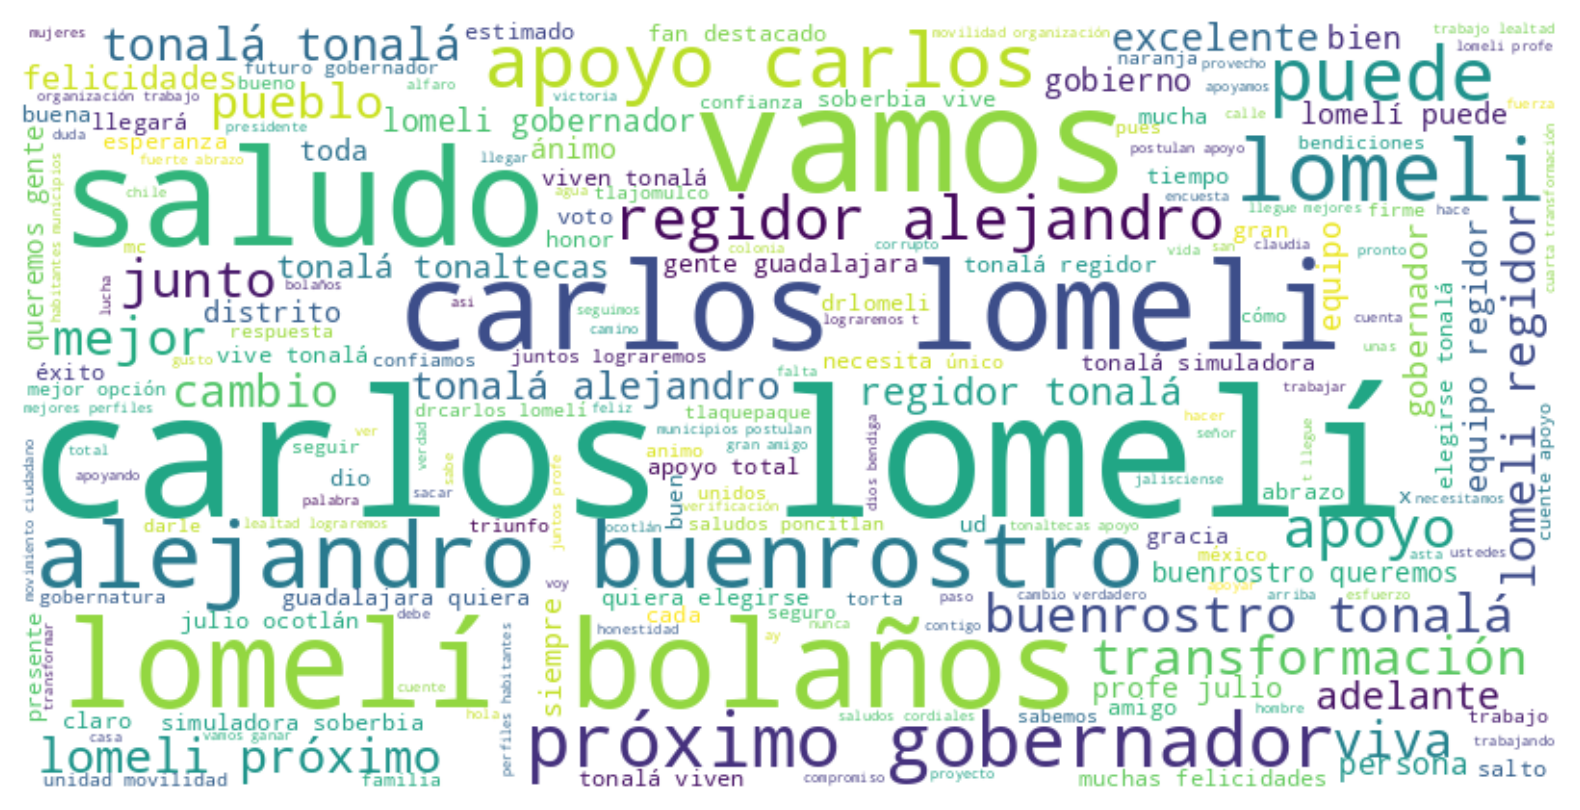 mujeres
tonalá tonalá
estimado
fan destacado
movilidad organización
excelente
bien
trabajo lealtad
lomeli profe
felicidades
futuro gobernador
bueno
alfaro
apoyo carlos
naranja
provecho
gobierno
apoyamos
puede
organización trabajo
pueblo
victoria
confianza
soberbia vive
mucha
calle
lomelí puede
fuerza
buena
llegará
presidente
lomeli gobernador
vamos
pues
duda
esperanza
toda
ánimo
postulan apoyo
bendiciones
fuerte abrazo
llegar
saludo
viven tonalá
tiempo
lomeli
chile
agua
tlajomulco
encuesta
queremos gente
habitantes municipios
voto
regidor alejandro
llegue mejores
firme
hace
cuarta transformación
honor
gran
mc
colonia
corrupto
vida
san
claudia
pronto
junto
tonalá tonaltecas
gente guadalajara
tonalá regidor
equipo
gobernador
equipo regidor
lomeli regidor
lucha
bolaños
carlos lomeli
asi
seguimos
drlomeli
distrito
lograremos t
cómo
cuenta
mejor
respuesta
camino
unas
gusto
vive tonalá
confiamos
juntos lograremos
necesita único
tonalá simuladora
éxito
falta
mejor opción
cambio
tonalá alejandro
regidor tonalá
trabajar
elegirse tonalá
mejores perfiles
drcarlos lomelí
feliz
tlaquepaque
hacer
cuente apoyo
carlos lomelí
municipios postulan
señor
total
ver
seguir
verdad
animo
gran amigo
dios bendiga
t llegue
apoyando
dio
sabe
apoyo total
jalisciense
palabra
sacar
buen
unidos
abrazo
x
necesitamos
movimiento ciudadano
verificación
darle
lealtad lograremos
triunfo
ocotlán
juntos profe
saludos poncitlan
ud
tonaltecas apoyo
gracia
apoyo
alejandro buenrostro
méxico
asta
ustedes
buenrostro queremos
gobernatura
guadalajara quiera
voy
quiera elegirse
torta
paso
cambio verdadero
apoyar
arriba
esfuerzo
presente
transformar
julio ocotlán
debe
siempre
cada
seguro
nunca
contigo
buenrostro tonalá
honestidad
ay
lomelí bolaños
transformación
cuente
profe julio
adelante
claro
simuladora soberbia
hola
perfiles habitantes
saludos cordiales
sabemos
amigo
hombre
trabajo
casa
vamos ganar
lomeli próximo
próximo gobernador
viva
trabajando
persona
salto
unidad movilidad
familia
tonalá viven
compromiso
proyecto
muchas felicidades